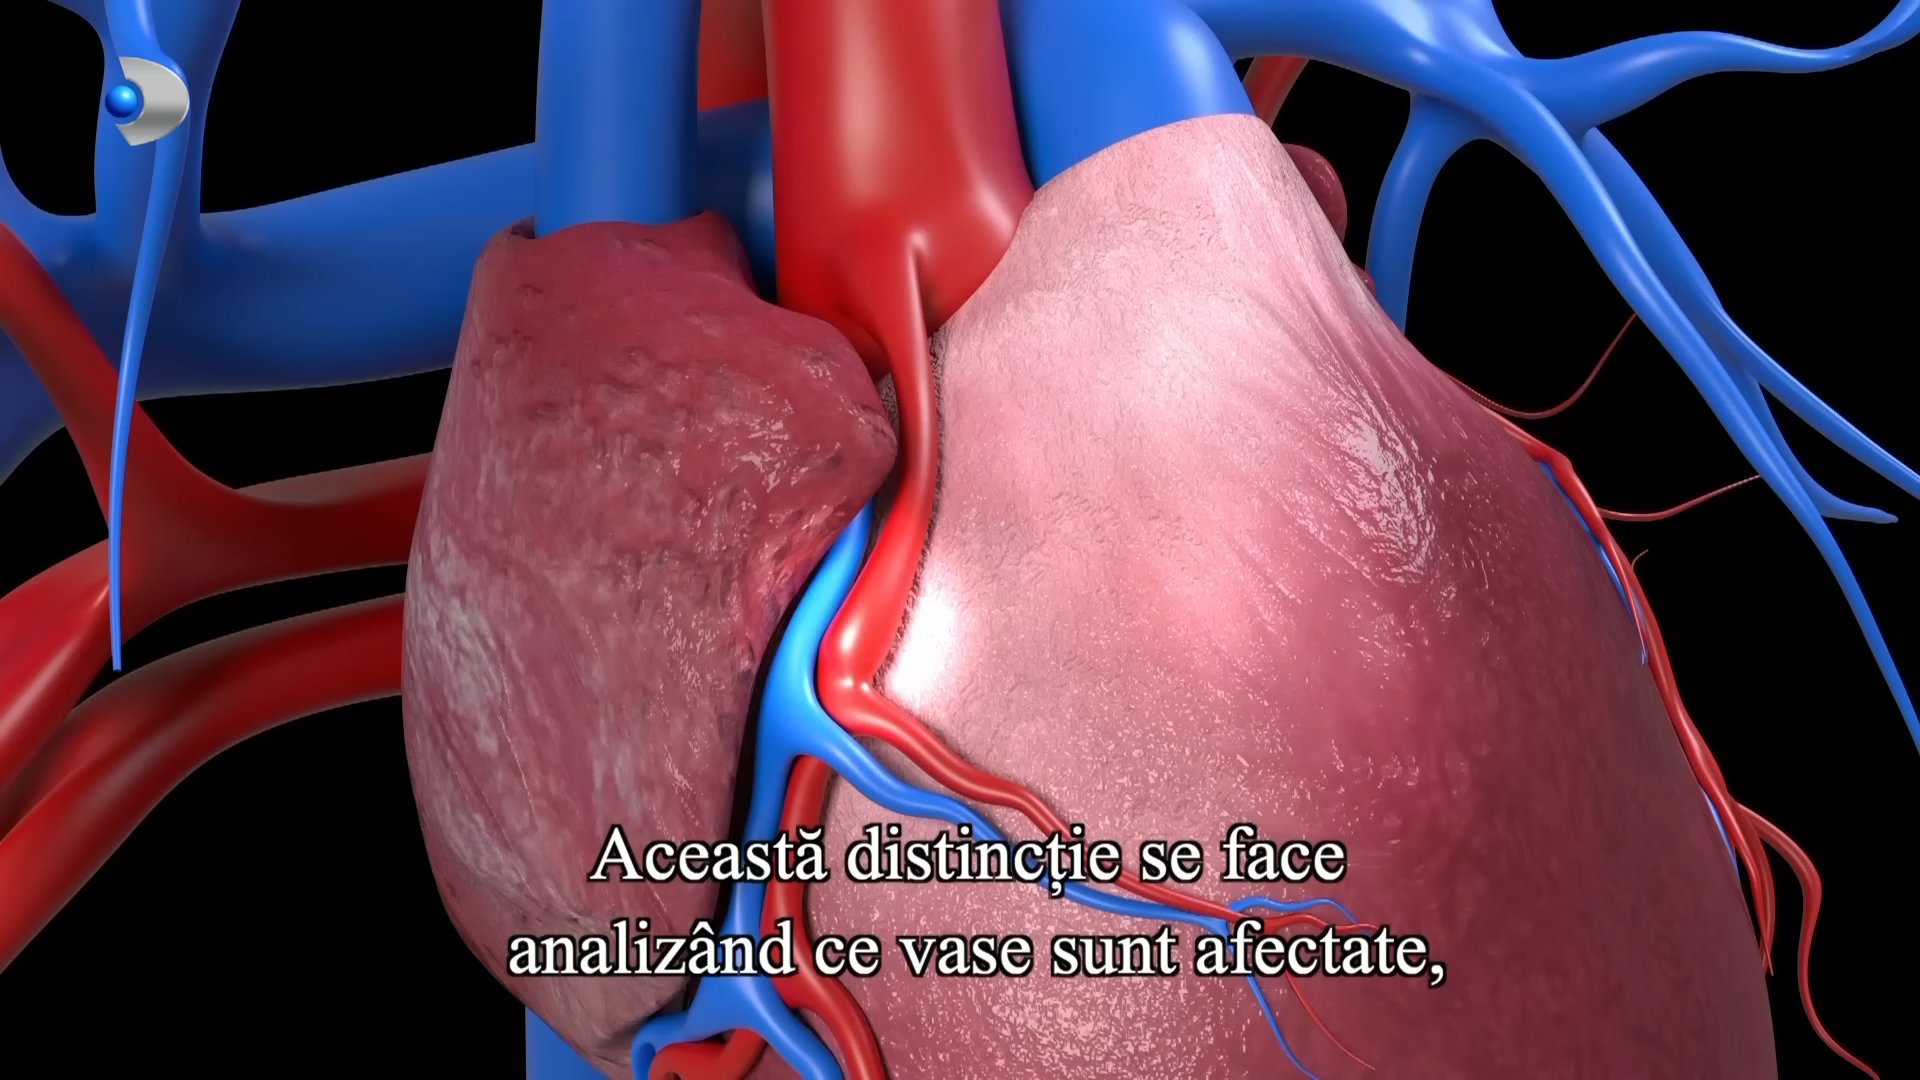 Această distincție se face
analizând ce vase sunt afectate,